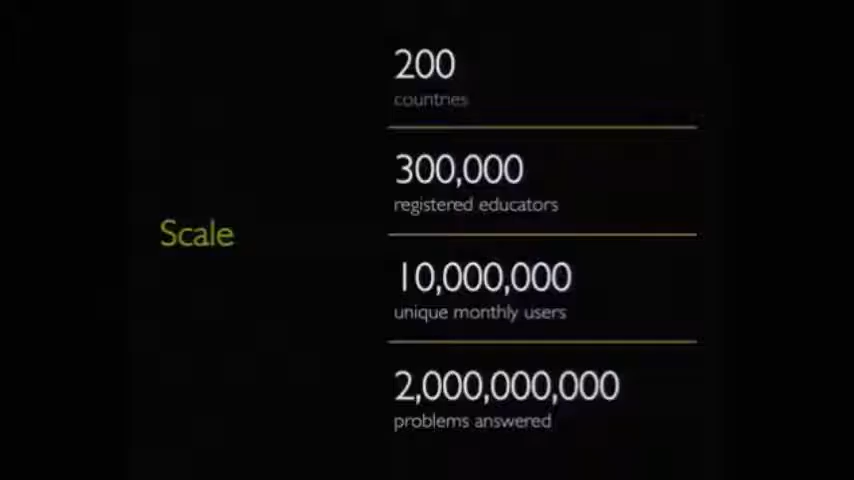 200
countries
300,000
registered educators
Scale
10,000,000
unique monthly users
2,000,000,000
problems answered